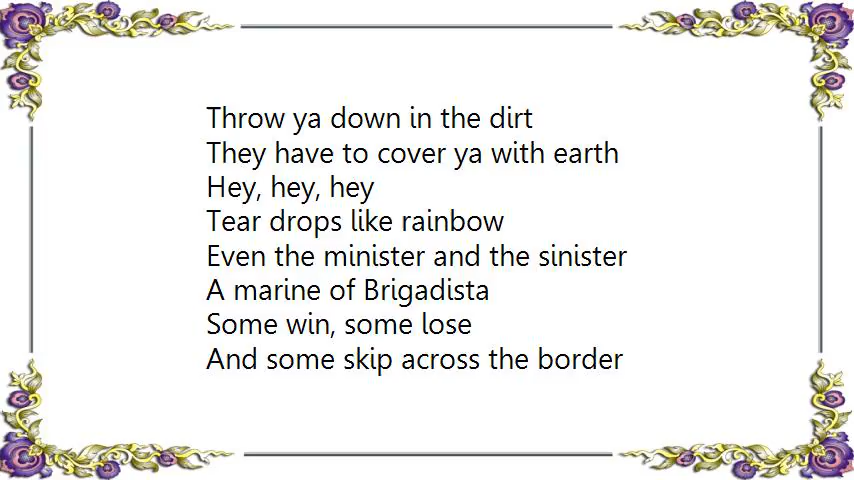 Throw ya down in the dirt
They have to cover ya with earth
Hey, hey, hey
Tear drops like rainbow
Even the minister and the sinister
A marine of Brigadista
Some win, some lose
And some skip across the border